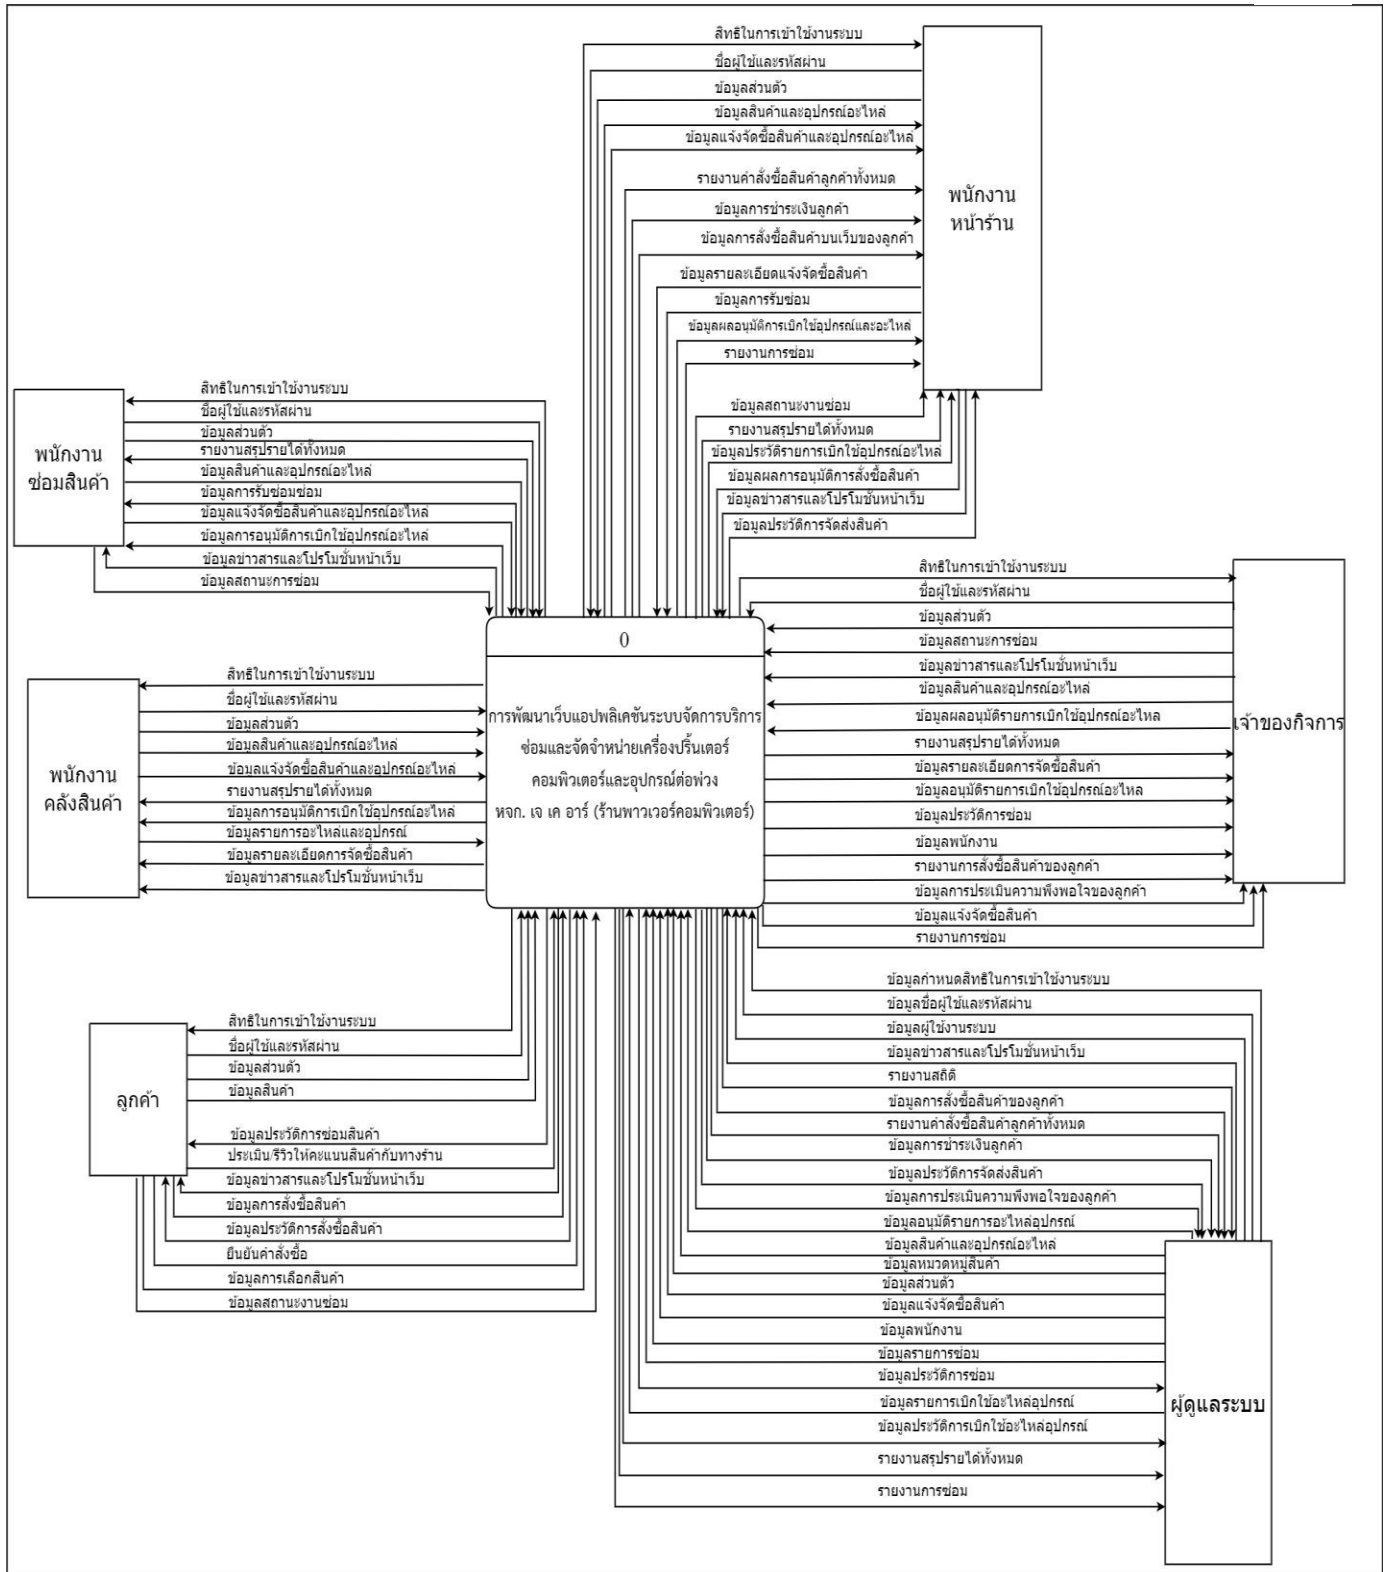 สิทธิในการเข้าใช้งานระบบ
ชื่อผู้ใช้และรหัสผ่าน
ข้อมูลส่วนตัว
ข้อมูลสินค้าและอุปกรณ์อะไหล่
ข้อมูลแจ้งจัดซื้อสินค้าและอุปกรณ์อะไหล่
รายงานคำสั่งซื้อสินค้าลูกค้าทั้งหมด
ข้อมูลการชำระเงินลูกค้า
ข้อมูลการสั่งซื้อสินค้าบนเว็บของลูกค้า
ข้อมูลรายละเอียดแจ้งจัดซื้อสินค้า
ข้อมูลการรับซ่อม
ข้อมูลผลอนุมัติการเบิกใช้อุปกรณ์และอะไหล่
รายงานการซ่อม
ข้อมูลสถานะงานซ่อม
รายงานสรุปรายได้ทั้งหมด
ข้อมูลประวัติรายการเบิกใช้อุปกรณ์อะไหล่
ข้อมูลผลการอนุมัติการสั่งซื้อสินค้า
ข้อมูลข่าวสารและโปรโมชั่นหน้าเว็บ
ข้อมูลประวัติการจัดส่งสินค้า
พนักงาน
หน้าร้าน
สิทธิในการเข้าใช้งานระบบ
ชื่อผู้ใช้และรหัสผ่าน
ข้อมูลส่วนตัว
รายงานสรุปรายได้ทั้งหมด
ข้อมูลสินค้าและอุปกรณ์อะไหล่
ข้อมูลการรับซ่อมซ่อม
ข้อมูลแจ้งจัดซื้อสินค้าและอุปกรณ์อะไหล่
ข้อมูลการอนุมัติการเบิกใช้อุปกรณ์อะไหล่
ข้อมูลข่าวสารและโปรโมชั่นหน้าเว็บ
ข้อมูลสถานะการซ่อม
พนักงาน
ซ่อมสินค้า
0
การพัฒนาเว็บแอปพลิเคชันระบบจัดการบริการ
ซ่อมและจัดจำหน่ายเครื่องปริ้นเตอร์
คอมพิวเตอร์และอุปกรณ์ต่อพ่วง
หจก. เจ เค อาร์ (ร้านพาวเวอร์คอมพิวเตอร์)
สิทธิในการเข้าใช้งานระบบ
ชื่อผู้ใช้และรหัสผ่าน
ข้อมูลส่วนตัว
ข้อมูลสถานะการซ่อม
ข้อมูลข่าวสารและโปรโมชั่นหน้าเว็บ
ข้อมูลสินค้าและอุปกรณ์อะไหล่
ข้อมูลผลอนุมัติรายการเบิกใช้อุปกรณ์อะไหล
รายงานสรุปรายได้ทั้งหมด
ข้อมูลรายละเอียดการจัดซื้อสินค้า
ข้อมูลอนุมัติรายการเบิกใช้อุปกรณ์อะไหล
ข้อมูลประวัติการซ่อม
ข้อมูลพนักงาน
รายงานการสั่งซื้อสินค้าของลูกค้า
ข้อมูลการประเมินความพึงพอใจของลูกค้า
ข้อมูลแจ้งจัดซื้อสินค้า
รายงานการซ่อม
เจ้าของกิจการ
สิทธิในการเข้าใช้งานระบบ
ชื่อผู้ใช้และรหัสผ่าน
ข้อมูลส่วนตัว
ข้อมูลสินค้าและอุปกรณ์อะไหล่
ข้อมูลแจ้งจัดซื้อสินค้าและอุปกรณ์อะไหล่
รายงานสรุปรายได้ทั้งหมด
ข้อมูลการอนุมัติการเบิกใช้อุปกรณ์อะไหล่
ข้อมูลรายการอะไหล่และอุปกรณ์
ข้อมูลรายละเอียดการจัดซื้อสินค้า
ข้อมูลข่าวสารและโปรโมชั่นหน้าเว็บ
พนักงาน
คลังสินค้า
สิทธิในการเข้าใช้งานระบบ
ชื่อผู้ใช้และรหัสผ่าน
ข้อมูลส่วนตัว
ข้อมูลสินค้า
ข้อมูลประวัติการซ่อมสินค้า
ประเมิน/รีวิวให้คะแนนสินค้ากับทางร้าน
ข้อมูลข่าวสารและโปรโมชั่นหน้าเว็บ
ข้อมูลการสั่งซื้อสินค้า
ข้อมูลประวัติการสั่งซื้อสินค้า
ยืนยันคำสั่งซื้อ
ข้อมูลการเลือกสินค้า
ข้อมูลสถานะงานซ่อม
ลูกค้า
ข้อมูลกำหนดสิทธิในการเข้าใช้งานระบบ
ข้อมูลชื่อผู้ใช้และรหัสผ่าน
ข้อมูลผู้ใช้งานระบบ
ข้อมูลข่าวสารและโปรโมชั่นหน้าเว็บ
รายงานสถิติ
ข้อมูลการสั่งซื้อสินค้าของลูกค้า
รายงานคำสั่งซื้อสินค้าลูกค้าทั้งหมด
ข้อมูลการชำระเงินลูกค้า
ข้อมูลประวัติการจัดส่งสินค้า
ข้อมูลการประเมินความพึงพอใจของลูกค้า
ข้อมูลอนุมัติรายการอะไหล่อุปกรณ์
ข้อมูลสินค้าและอุปกรณ์อะไหล่
ข้อมูลหมวดหมู่สินค้า
ข้อมูลส่วนตัว
ข้อมูลแจ้งจัดซื้อสินค้า
ข้อมูลพนักงาน
ข้อมูลรายการซ่อม
ข้อมูลประวัติการซ่อม
ข้อมูลรายการเบิกใช้อะไหล่อุปกรณ์
ข้อมูลประวัติการเบิกใช้อะไหล่อุปกรณ์
รายงานสรุปรายได้ทั้งหมด
รายงานการซ่อม
ผู้ดูแลระบบ